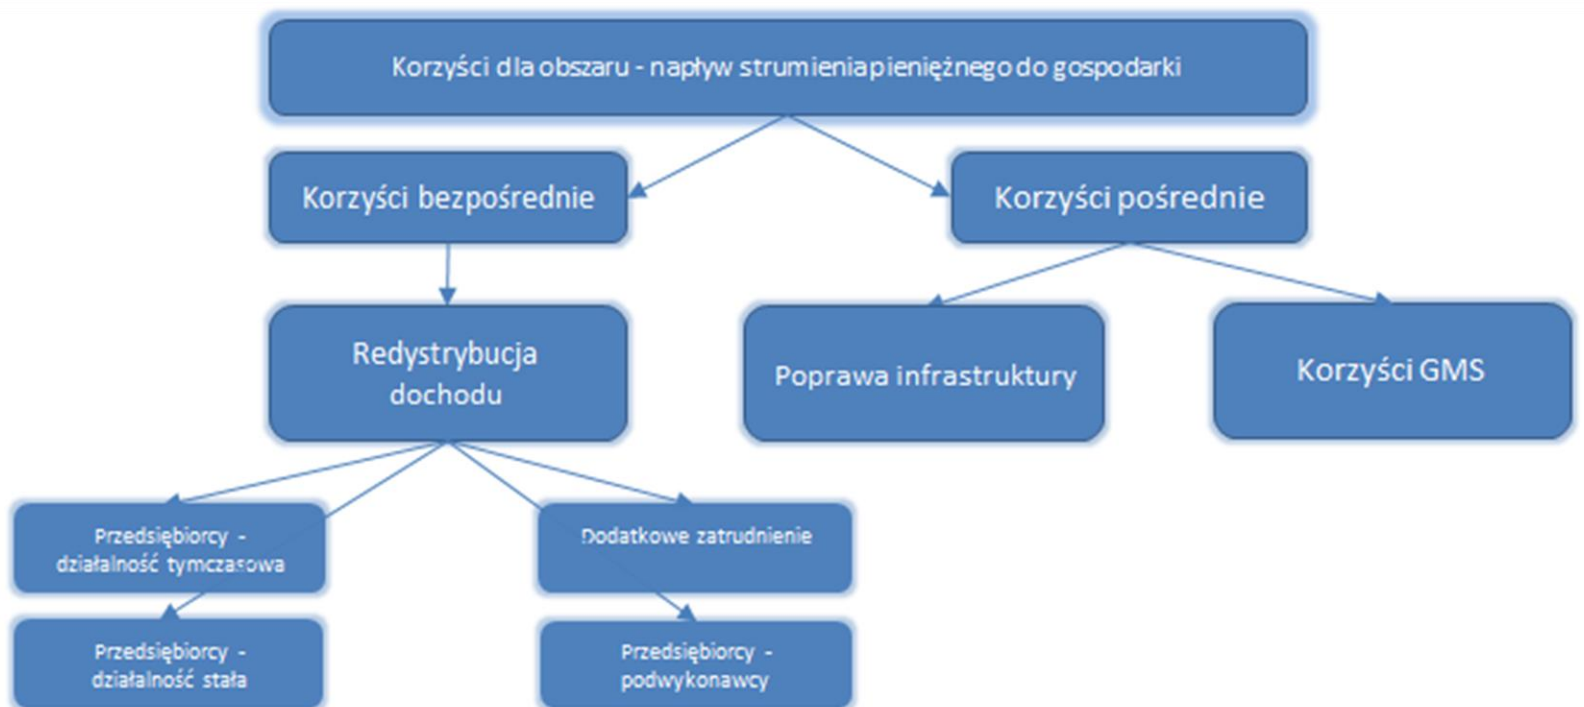 Korzyści dla obszaru - napływ strumienia pieniężnego do gospodarki
Korzyści bezpośrednie
Korzyści pośrednie
Redystrybucja
dochodu
Poprawa infrastruktury
Korzyści GMS
Przedsiębiorcy -
działalność tymczasowa
Dodatkowe zatrudnienie
Przedsiębiorcy -
działalność stała
Przedsiębiorcy -
podwykonawcy